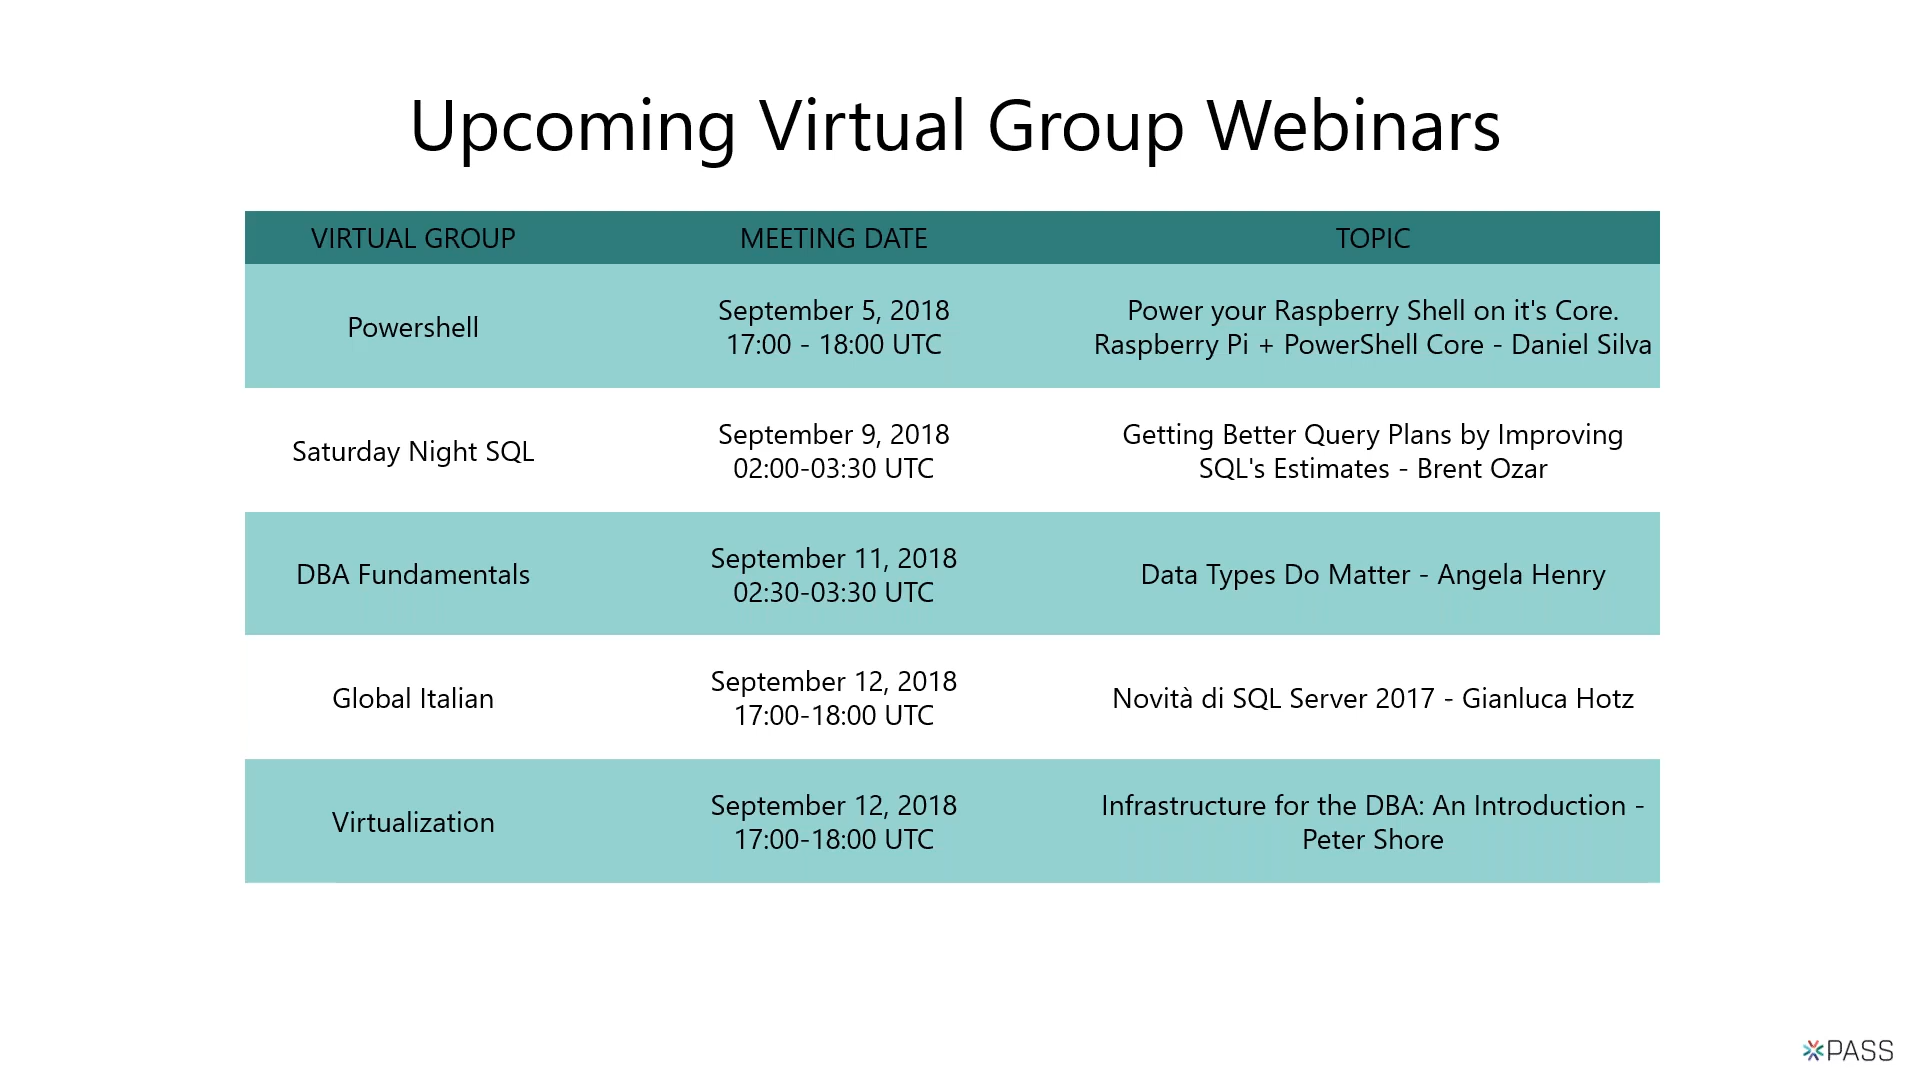 Upcoming Virtual Group Webinars
VIRTUAL GROUP MEETING DATE TOPIC
Powershell
September 5, 2018
17:00 - 18:00 UTC
Power your Raspberry Shell on it's Core.
Raspberry Pi + PowerShell Core - Daniel Silva
Saturday Night SQL
September 9, 2018
02:00-03:30 UTC
Getting Better Query Plans by Improving
SQL's Estimates - Brent Ozar
DBA Fundamentals
September 11, 2018
02:30-03:30 UTC
Data Types Do Matter - Angela Henry
Global Italian
September 12, 2018
17:00-18:00 UTC
Novità di SQL Server 2017 - Gianluca Hotz
Virtualization
September 12, 2018
17:00-18:00 UTC
Infrastructure for the DBA: An Introduction -
Peter Shore
PASS